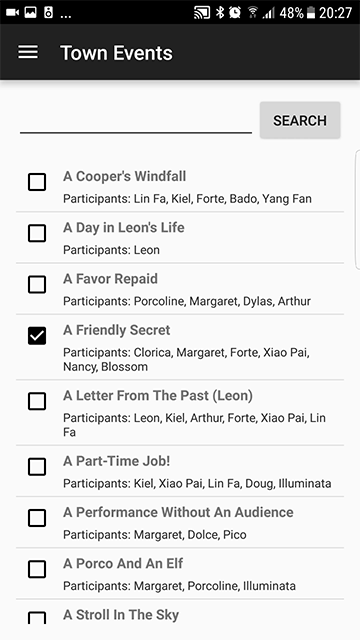 ... 48% 20:27
Town Events
SEARCH
A Cooper's Windfall
Participants: Lin Fa, Kiel, Forte, Bado, Yang Fan
A Day in Leon's Life
Participants: Leon
A Favor Repaid
Participants: Porcoline, Margaret, Dylas, Arthur
A Friendly Secret
Participants: Clorica, Margaret, Forte, Xiao Pai,
Nancy, Blossom
A Letter From The Past (Leon)
Participants: Leon, Kiel, Arthur, Forte, Xiao Pai, Lin
Fa
A Part-Time Job!
Participants: Kiel, Xiao Pai, Lin Fa, Doug, Illuminata
A Performance Without An Audience
Participants: Margaret, Dolce, Pico
A Porco And An Elf
Participants: Margaret, Porcoline, Illuminata
A Stroll In The Sky